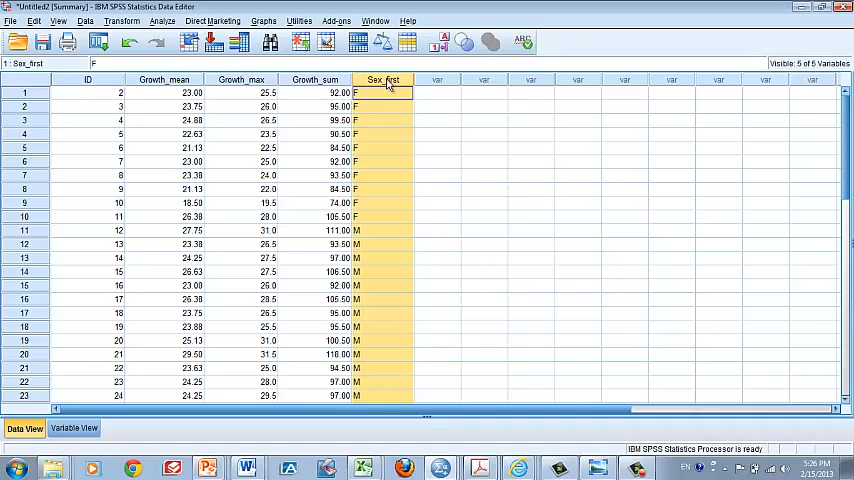 *Untitled2 [Summary] - IBM SPSS Statistics Data Editor
File Edit View Data Transform Analyze Direct Marketing Graphs Utilities Add-ons Window Help
1 : Sex_first F Visible: 5 of 5 Variables
ID Growth_mean Growth_max Growth_sum Sex_first var var var var var var var var var
1 2 23.00 25.5 92.00 F
2 3 23.75 26.0 95.00 F
3 4 24.88 26.5 99.50 F
4 5 22.63 23.5 90.50 F
5 6 21.13 22.5 84.50 F
6 7 23.00 25.0 92.00 F
7 8 23.38 24.0 93.50 F
8 9 21.13 22.0 84.50 F
9 10 18.50 19.5 74.00 F
10 11 26.38 28.0 105.50 F
11 12 27.75 31.0 111.00 M
12 13 23.38 26.5 93.50 M
13 14 24.25 27.5 97.00 M
14 15 26.63 27.5 106.50 M
15 16 23.00 26.0 92.00 M
16 17 26.38 28.5 105.50 M
17 18 23.75 26.5 95.00 M
18 19 23.88 25.5 95.50 M
19 20 25.13 30.0 100.50 M
20 21 29.50 31.5 118.00 M
21 22 23.63 25.0 94.50 M
22 23 24.25 28.0 97.00 M
23 24 24.25 29.5 97.00 M
Data View Variable View
IBM SPSS Statistics Processor is ready
EN 5:26 PM
2/15/2013